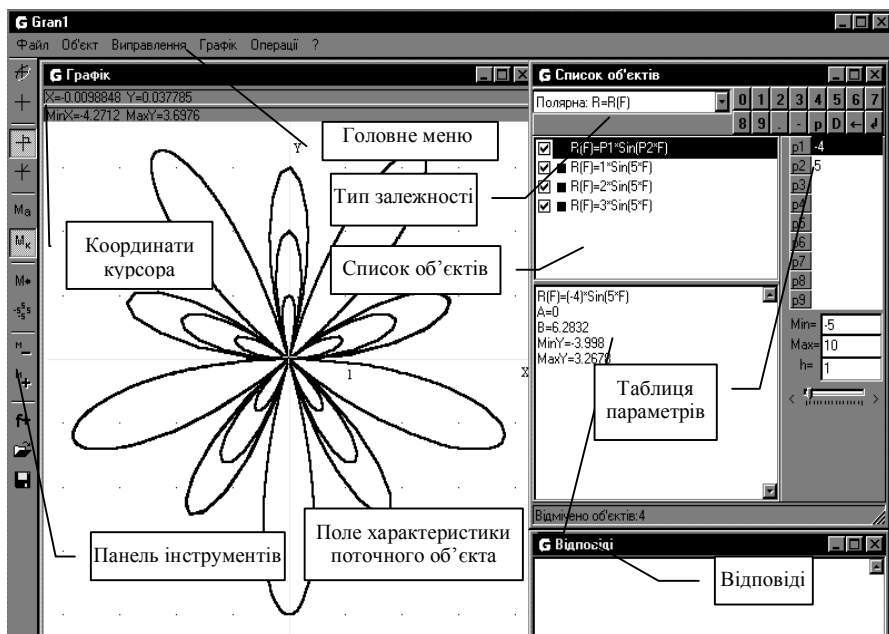 Gran1
Файл Об'єкт Виправлення Графік Операції ?
Графік
X=-0.0098848 Y=0.037785
MinX=-4.2712 MaxY=3.6976
Y
X
1
Головне меню
Тип залежності
Координати
курсора
Список об’єктів
Панель інструментів
Поле характеристики
поточного об’єкта
Таблиця
параметрів
Відповіді
Список об'єктів
Полярна: R=R(F)
0 1 2 3 4 5 6 7
8 9 . - p D
R(F)=P1*Sin(P2*F)
R(F)=1*Sin(5*F)
R(F)=2*Sin(5*F)
R(F)=3*Sin(5*F)
p1 -4
p2 5
p3
p4
p5
p6
p7
p8
p9
R(F)=(-4)*Sin(5*F)
A=0
B=6.2832
MinY=-3.998
MaxY=3.2678
Min= -5
Max= 10
h= 1
Відмічено об'єктів:4
Відповіді